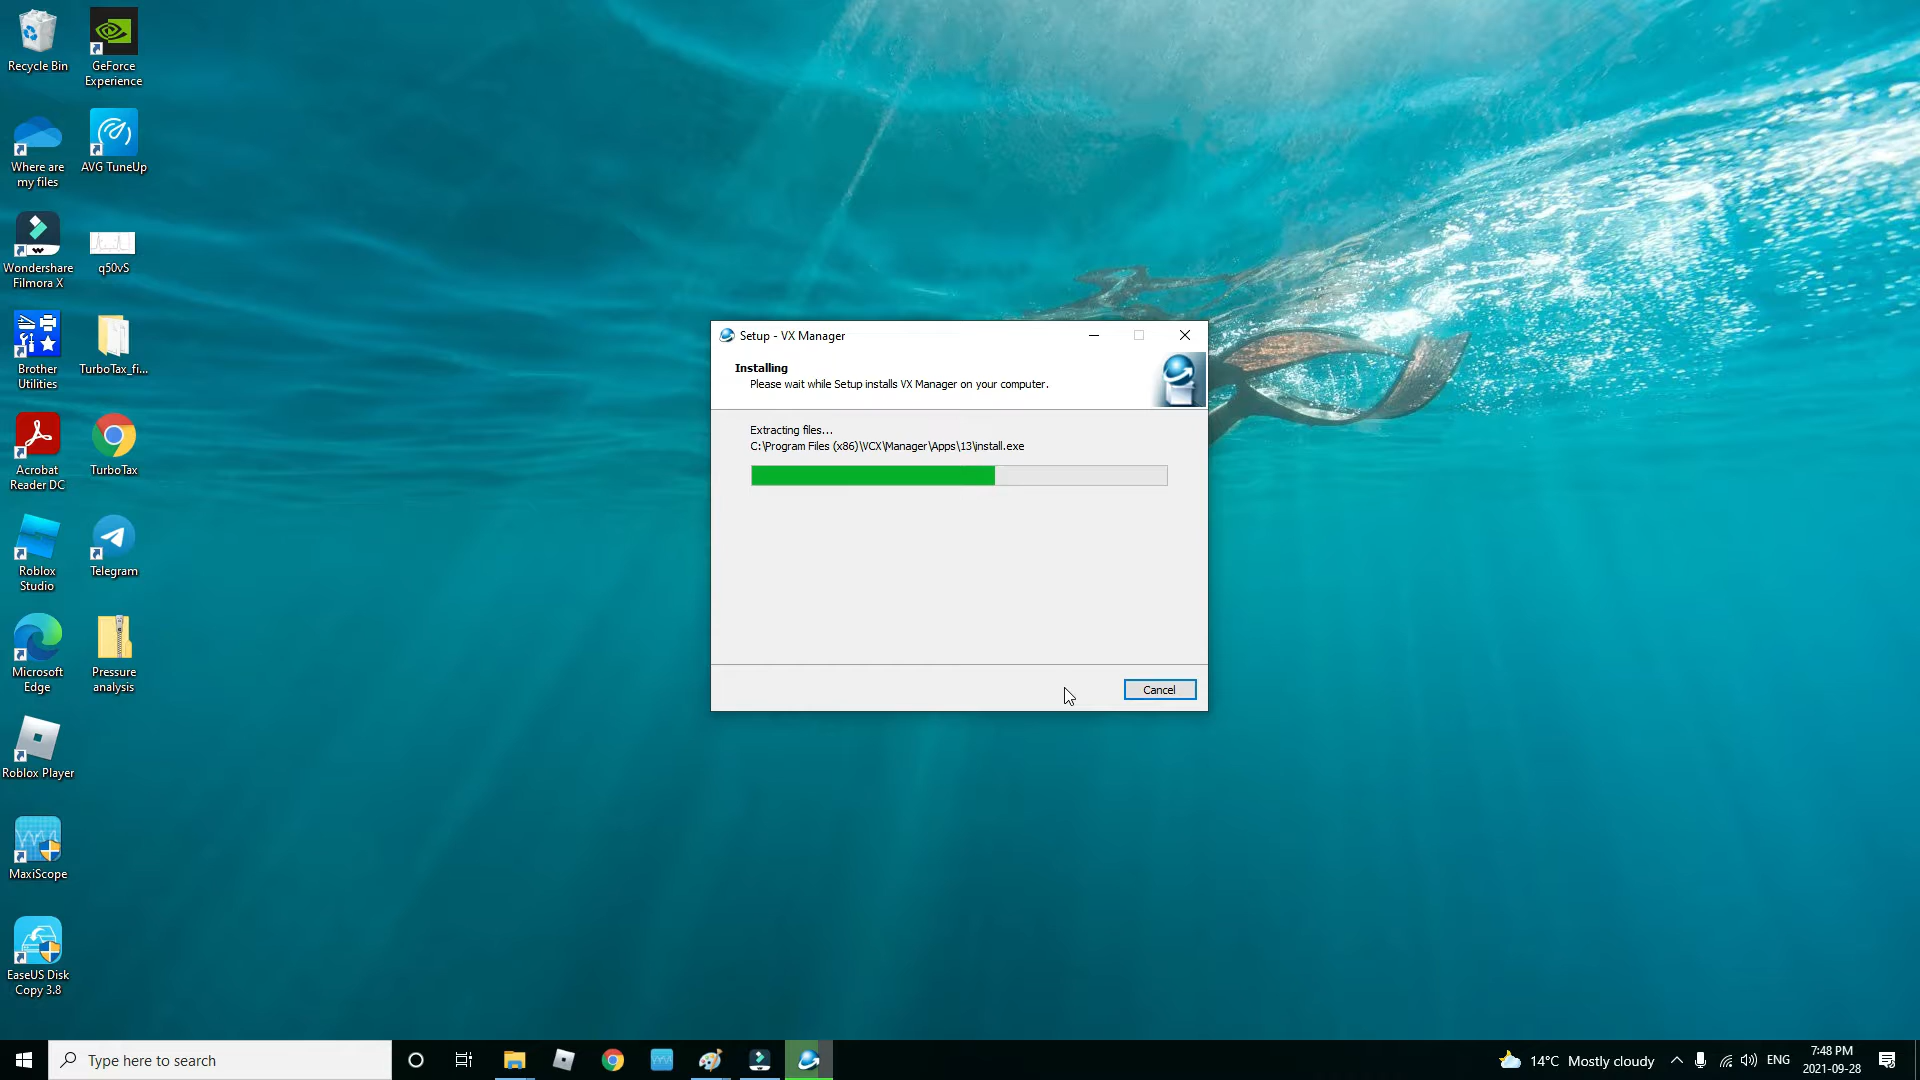 Recycle Bin
GeForce
Experience
Where are
my files
AVG TuneUp
Wondershare
Filmora X
q50vS
Brother
Utilities
TurboTax_fi...
Acrobat
Reader DC
TurboTax
Roblox
Studio
Telegram
Microsoft
Edge
Pressure
analysis
Roblox Player
MaxiScope
EaseUS Disk
Copy 3.8
Setup - VX Manager
Installing
Please wait while Setup installs VX Manager on your computer.
Extracting files...
C:\Program Files (x86)\VCX\Manager\Apps\13\install.exe
Cancel
Type here to search
14°C Mostly cloudy
ENG
7:48 PM
2021-09-28